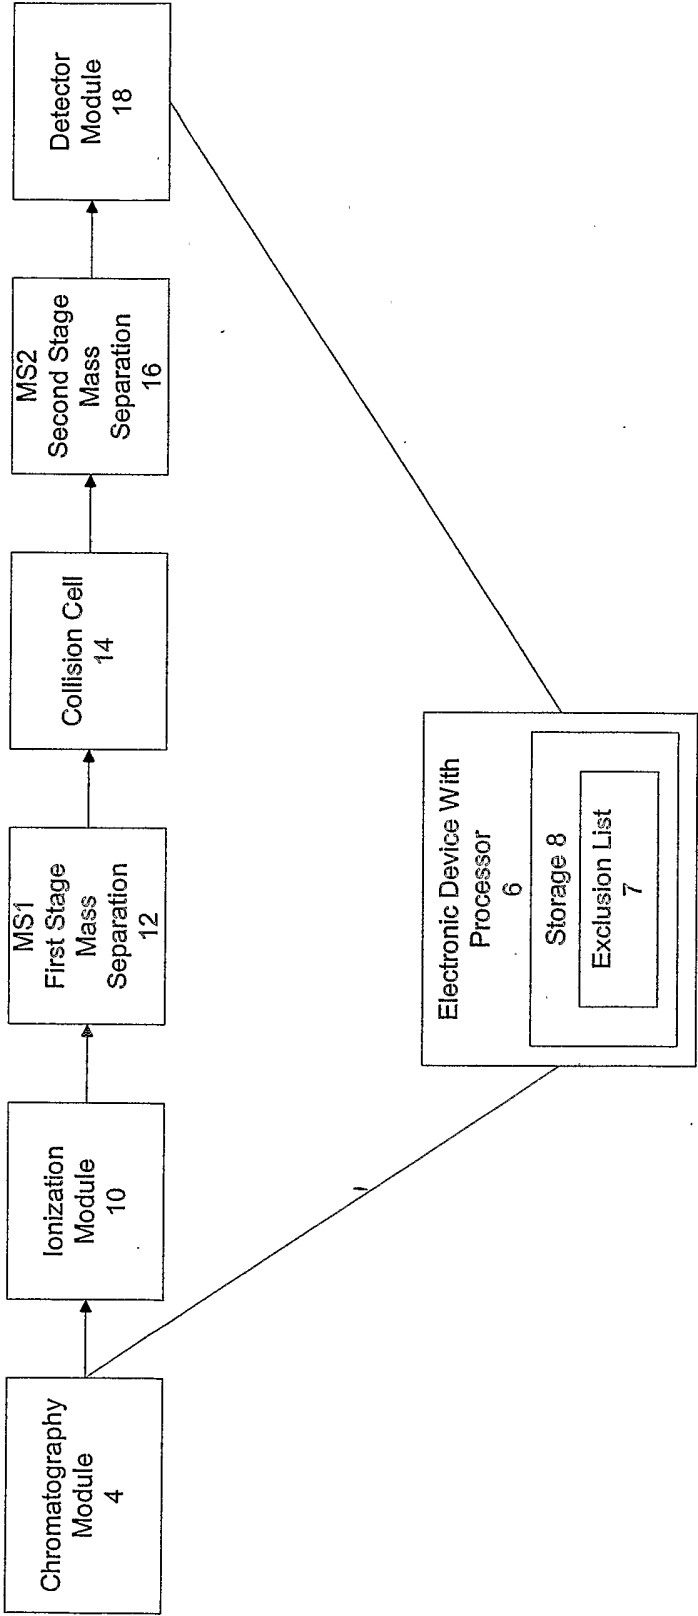 Chromatography
Module
4
Ionization
Module
10
MS1
First Stage
Mass
Separation
12
Collision Cell
14
MS2
Second Stage
Mass
Separation
16
Detector
Module
18
Electronic Device With
Processor
6
Storage 8
Exclusion List
7